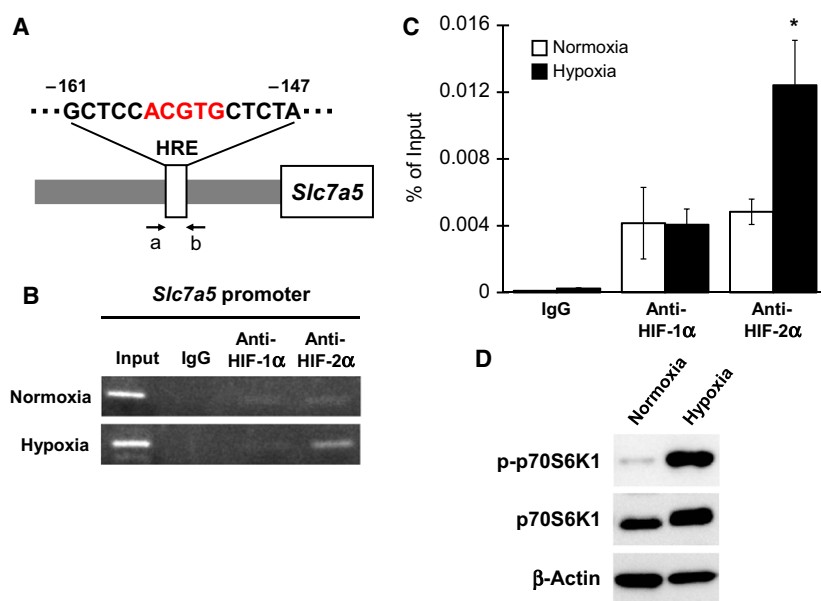 A
−161
−147
···GCTCCACGTGCTCTA···
HRE
Slc7a5
a
b
B
Slc7a5 promoter
Input
IgG
Anti-
HIF-1α
Anti-
HIF-2α
Normoxia
Hypoxia
C
0.016
0.012
0.008
0.004
0
% of Input
Normoxia
Hypoxia
*
IgG
Anti-
HIF-1α
Anti-
HIF-2α
D
Normoxia
Hypoxia
p-p70S6K1
p70S6K1
β-Actin